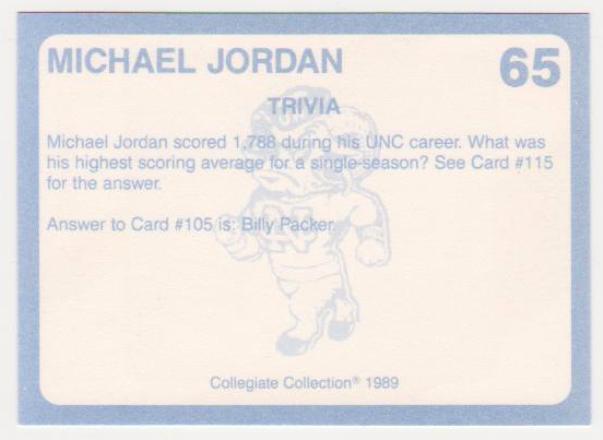 MICHAEL JORDAN 65
TRIVIA
Michael Jordan scored 1,788 during his UNC career. What was
his highest scoring average for a single-season? See Card #115
for the answer.
Answer to Card #105 is: Billy Packer
Collegiate Collection® 1989